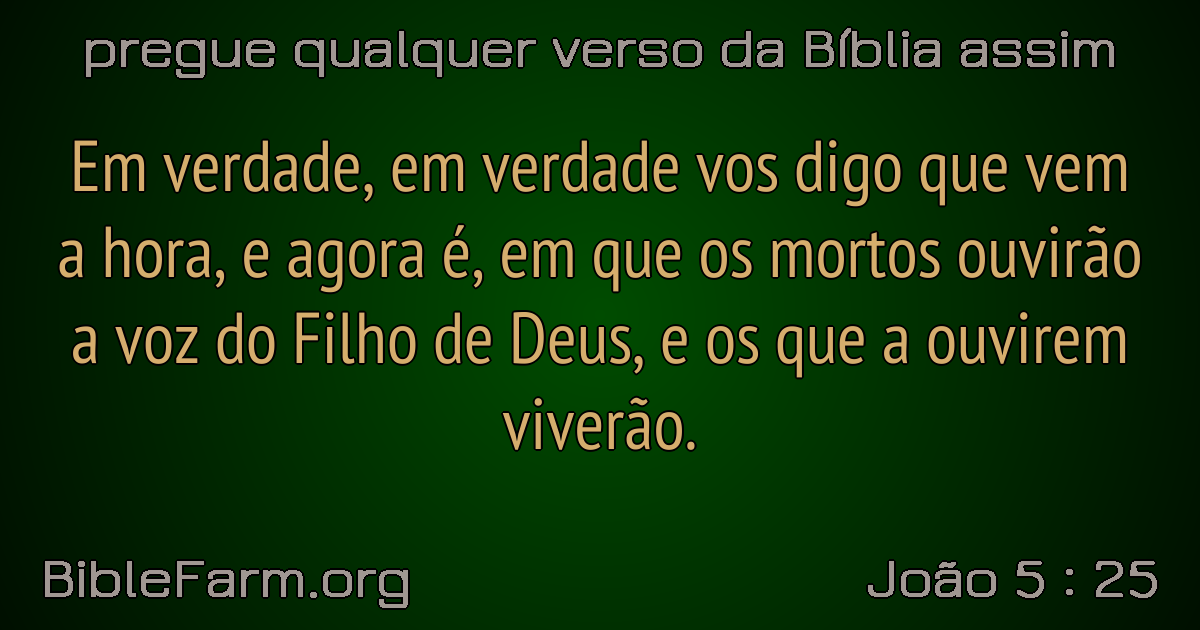 pregue qualquer verso da Bíblia assim
Em verdade, em verdade vos digo que vem
a hora, e agora é, em que os mortos ouvirão
a voz do Filho de Deus, e os que a ouvirem
viverão.
BibleFarm.org
João 5 : 25